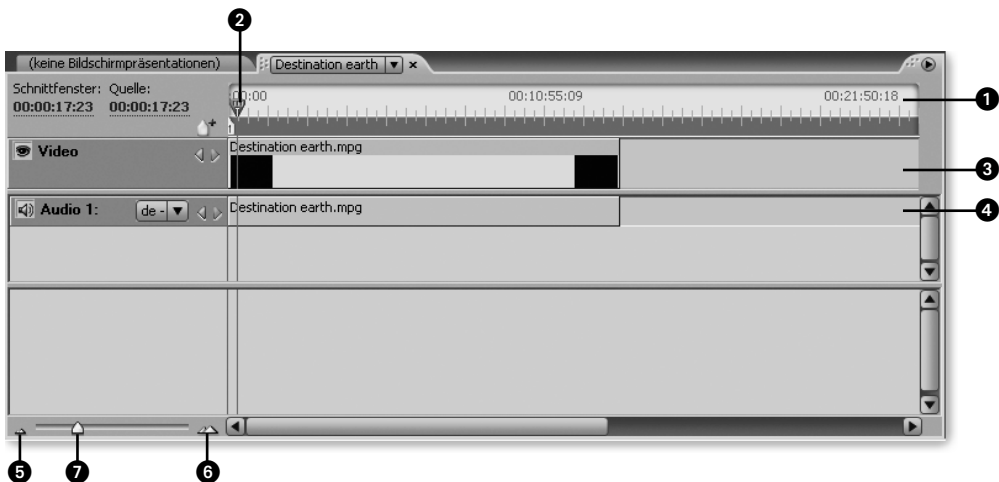 2
(keine Bildschirmpräsentationen) Destination earth
Schnittfenster: Quelle:
00:00:17:23 00:00:17:23
00:00 00:10:55:09 00:21:50:18 1
Video Destination earth.mpg
3
Audio 1: de - Destination earth.mpg 4
5 7 6